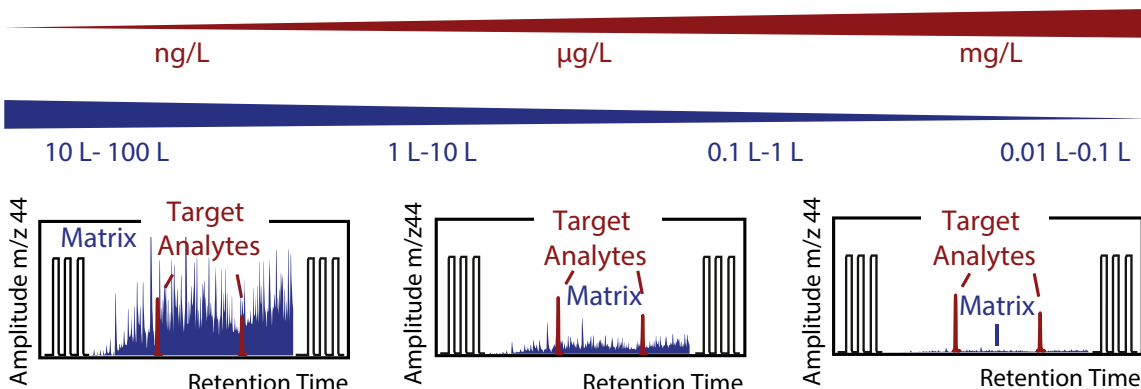 ng/L
µg/L
mg/L
10 L- 100 L
1 L-10 L
0.1 L-1 L
0.01 L-0.1 L
Amplitude m/z 44
Matrix
Target
Analytes
Retention Time
Amplitude m/z44
Target
Analytes
Matrix
Retention Time
Amplitude m/z 44
Target
Analytes
Matrix
Retention Time